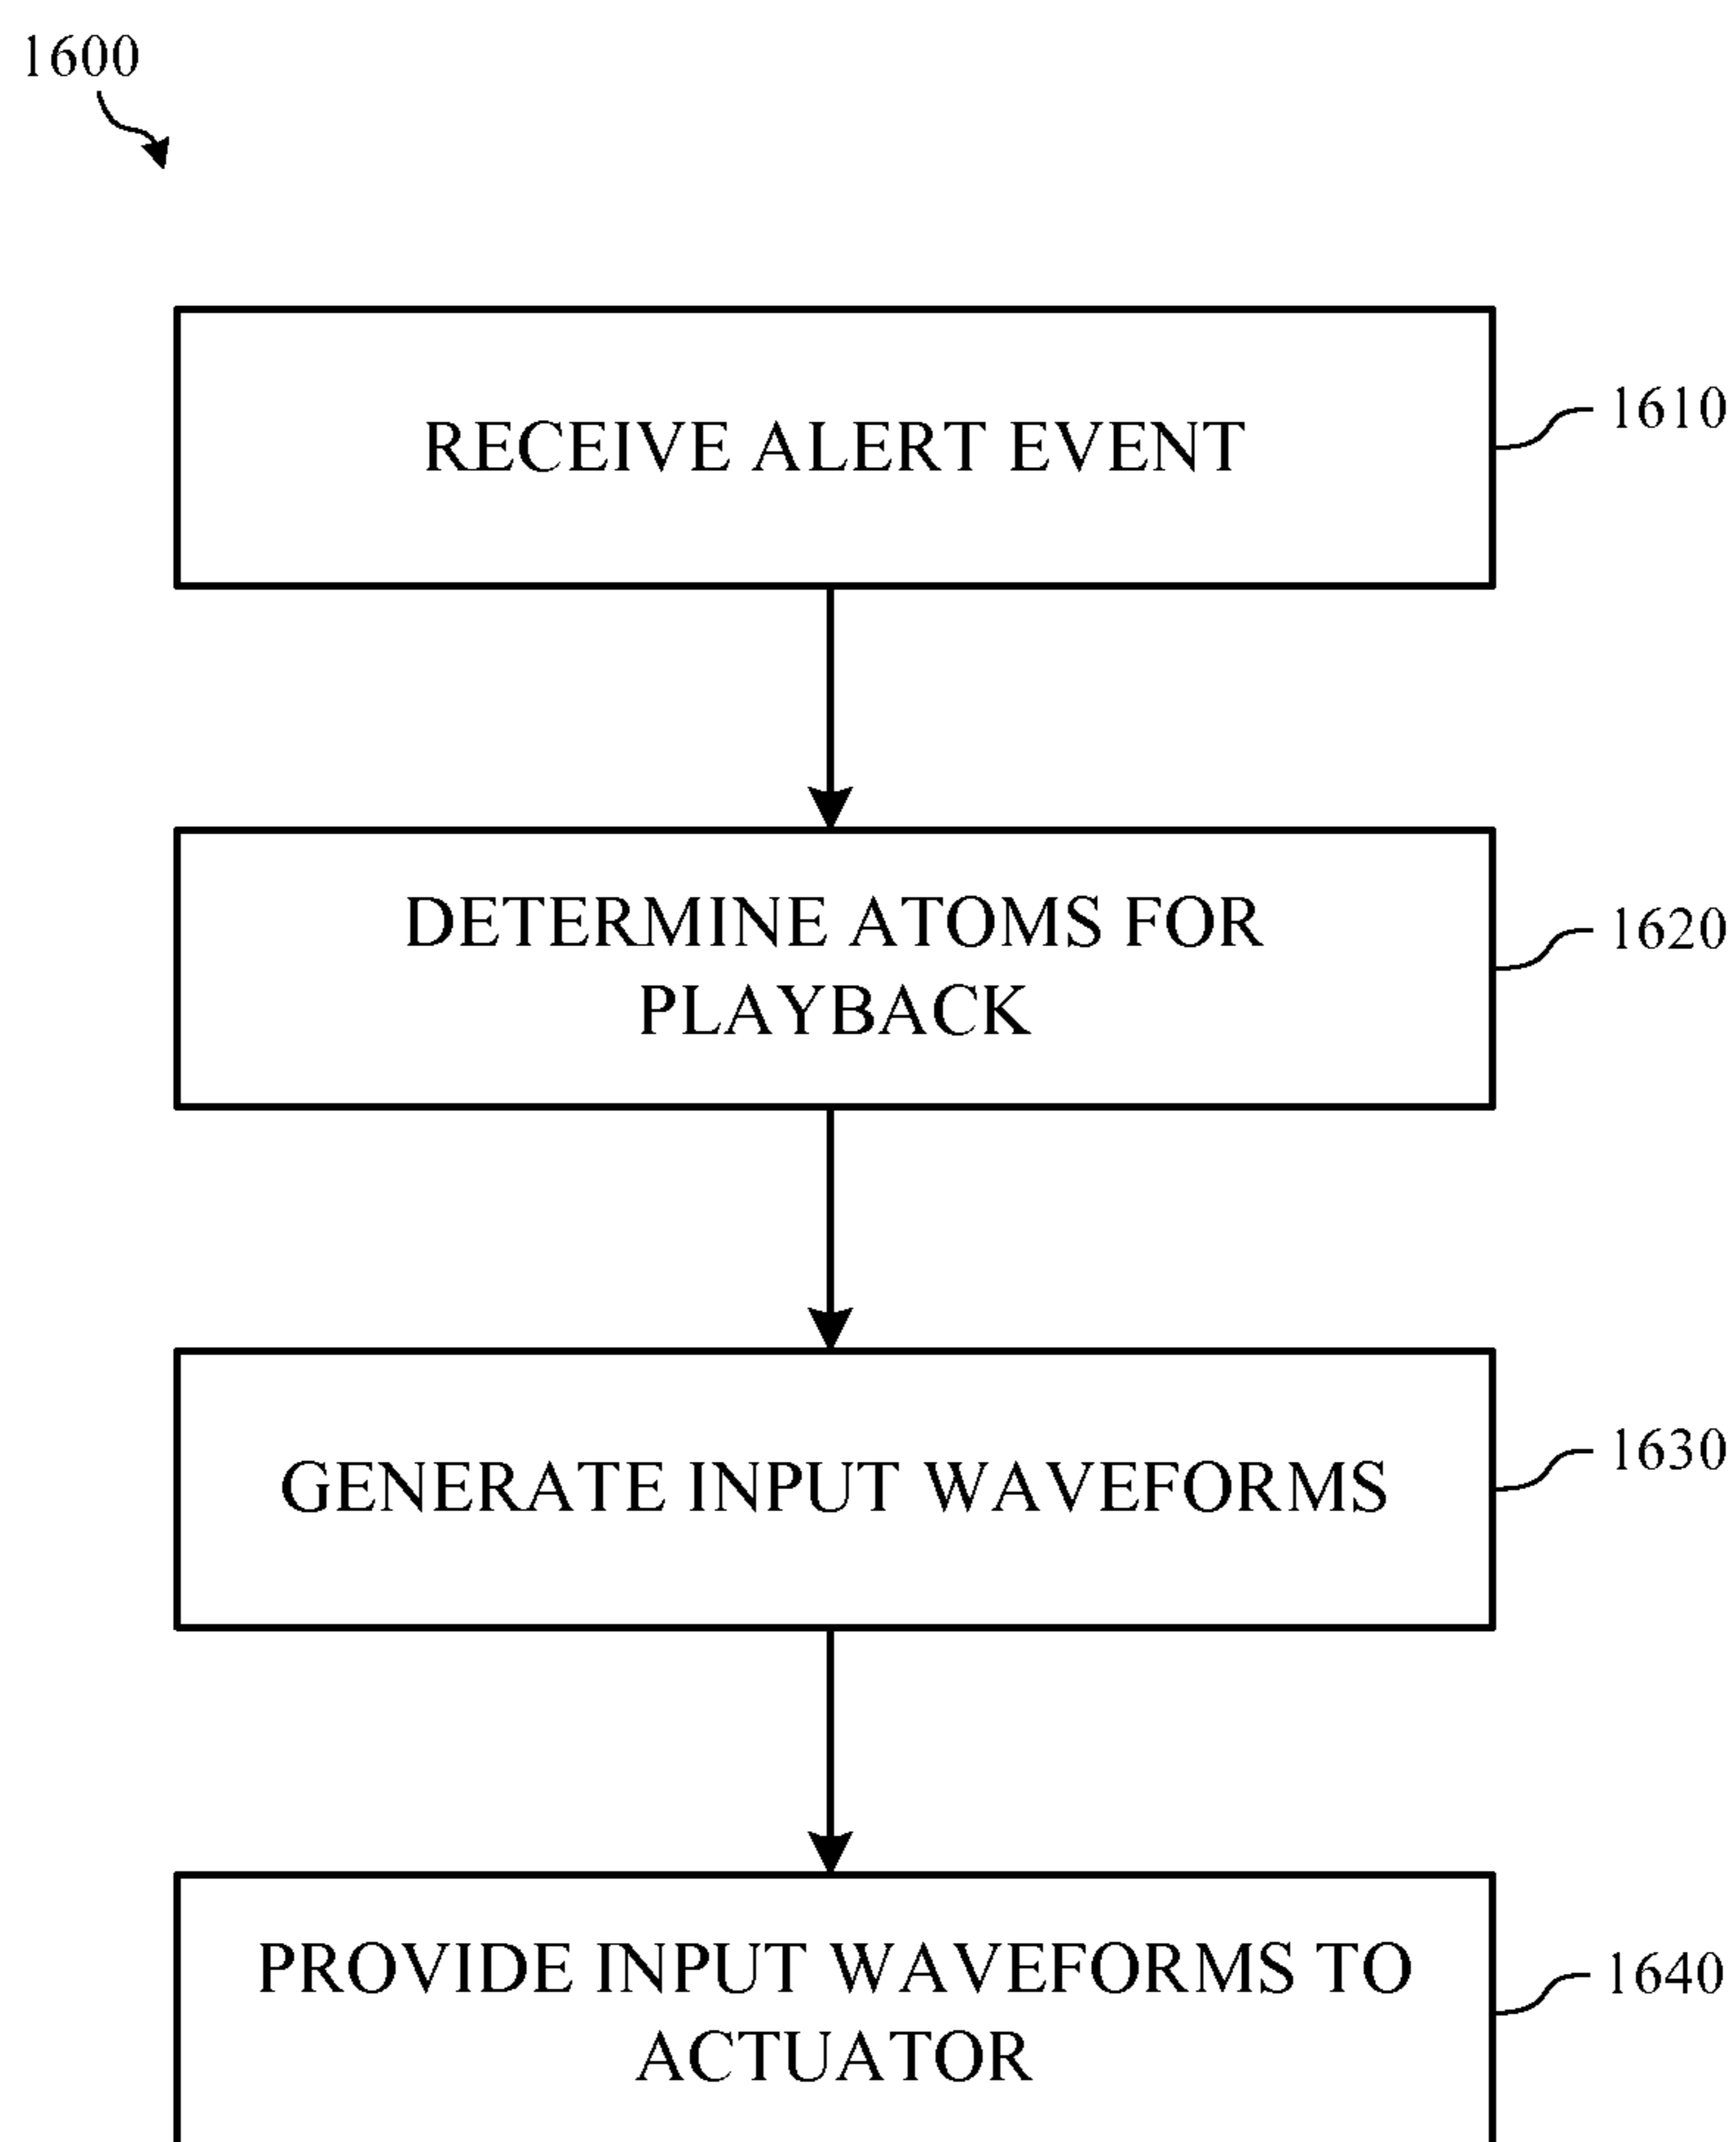 1600
RECEIVE ALERT EVENT
1610
DETERMINE ATOMS FOR
PLAYBACK
1620
GENERATE INPUT WAVEFORMS
1630
PROVIDE INPUT WAVEFORMS TO
ACTUATOR
1640